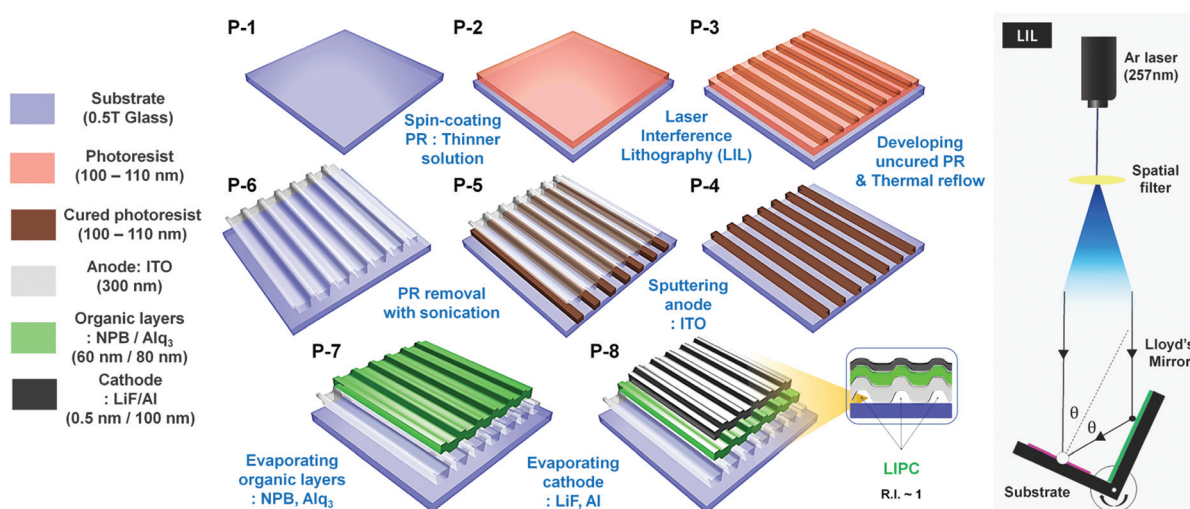 Substrate
(0.5T Glass)
Photoresist
(100 – 110 nm)
Cured photoresist
(100 – 110 nm)
Anode: ITO
(300 nm)
Organic layers
: NPB / Alq₃
(60 nm / 80 nm)
Cathode
: LiF/Al
(0.5 nm / 100 nm)
P-1
P-2
P-3
Spin-coating
PR : Thinner
solution
Laser
Interference
Lithography (LIL)
Developing
uncured PR
& Thermal reflow
P-6
P-5
P-4
PR removal
with sonication
Sputtering
anode
: ITO
P-7
P-8
Evaporating
organic layers
: NPB, Alq₃
Evaporating
cathode
: LiF, Al
LIPC
R.I. ~ 1
LIL
Ar laser
(257nm)
Spatial
filter
Lloyd's
Mirror
θ
θ
Substrate